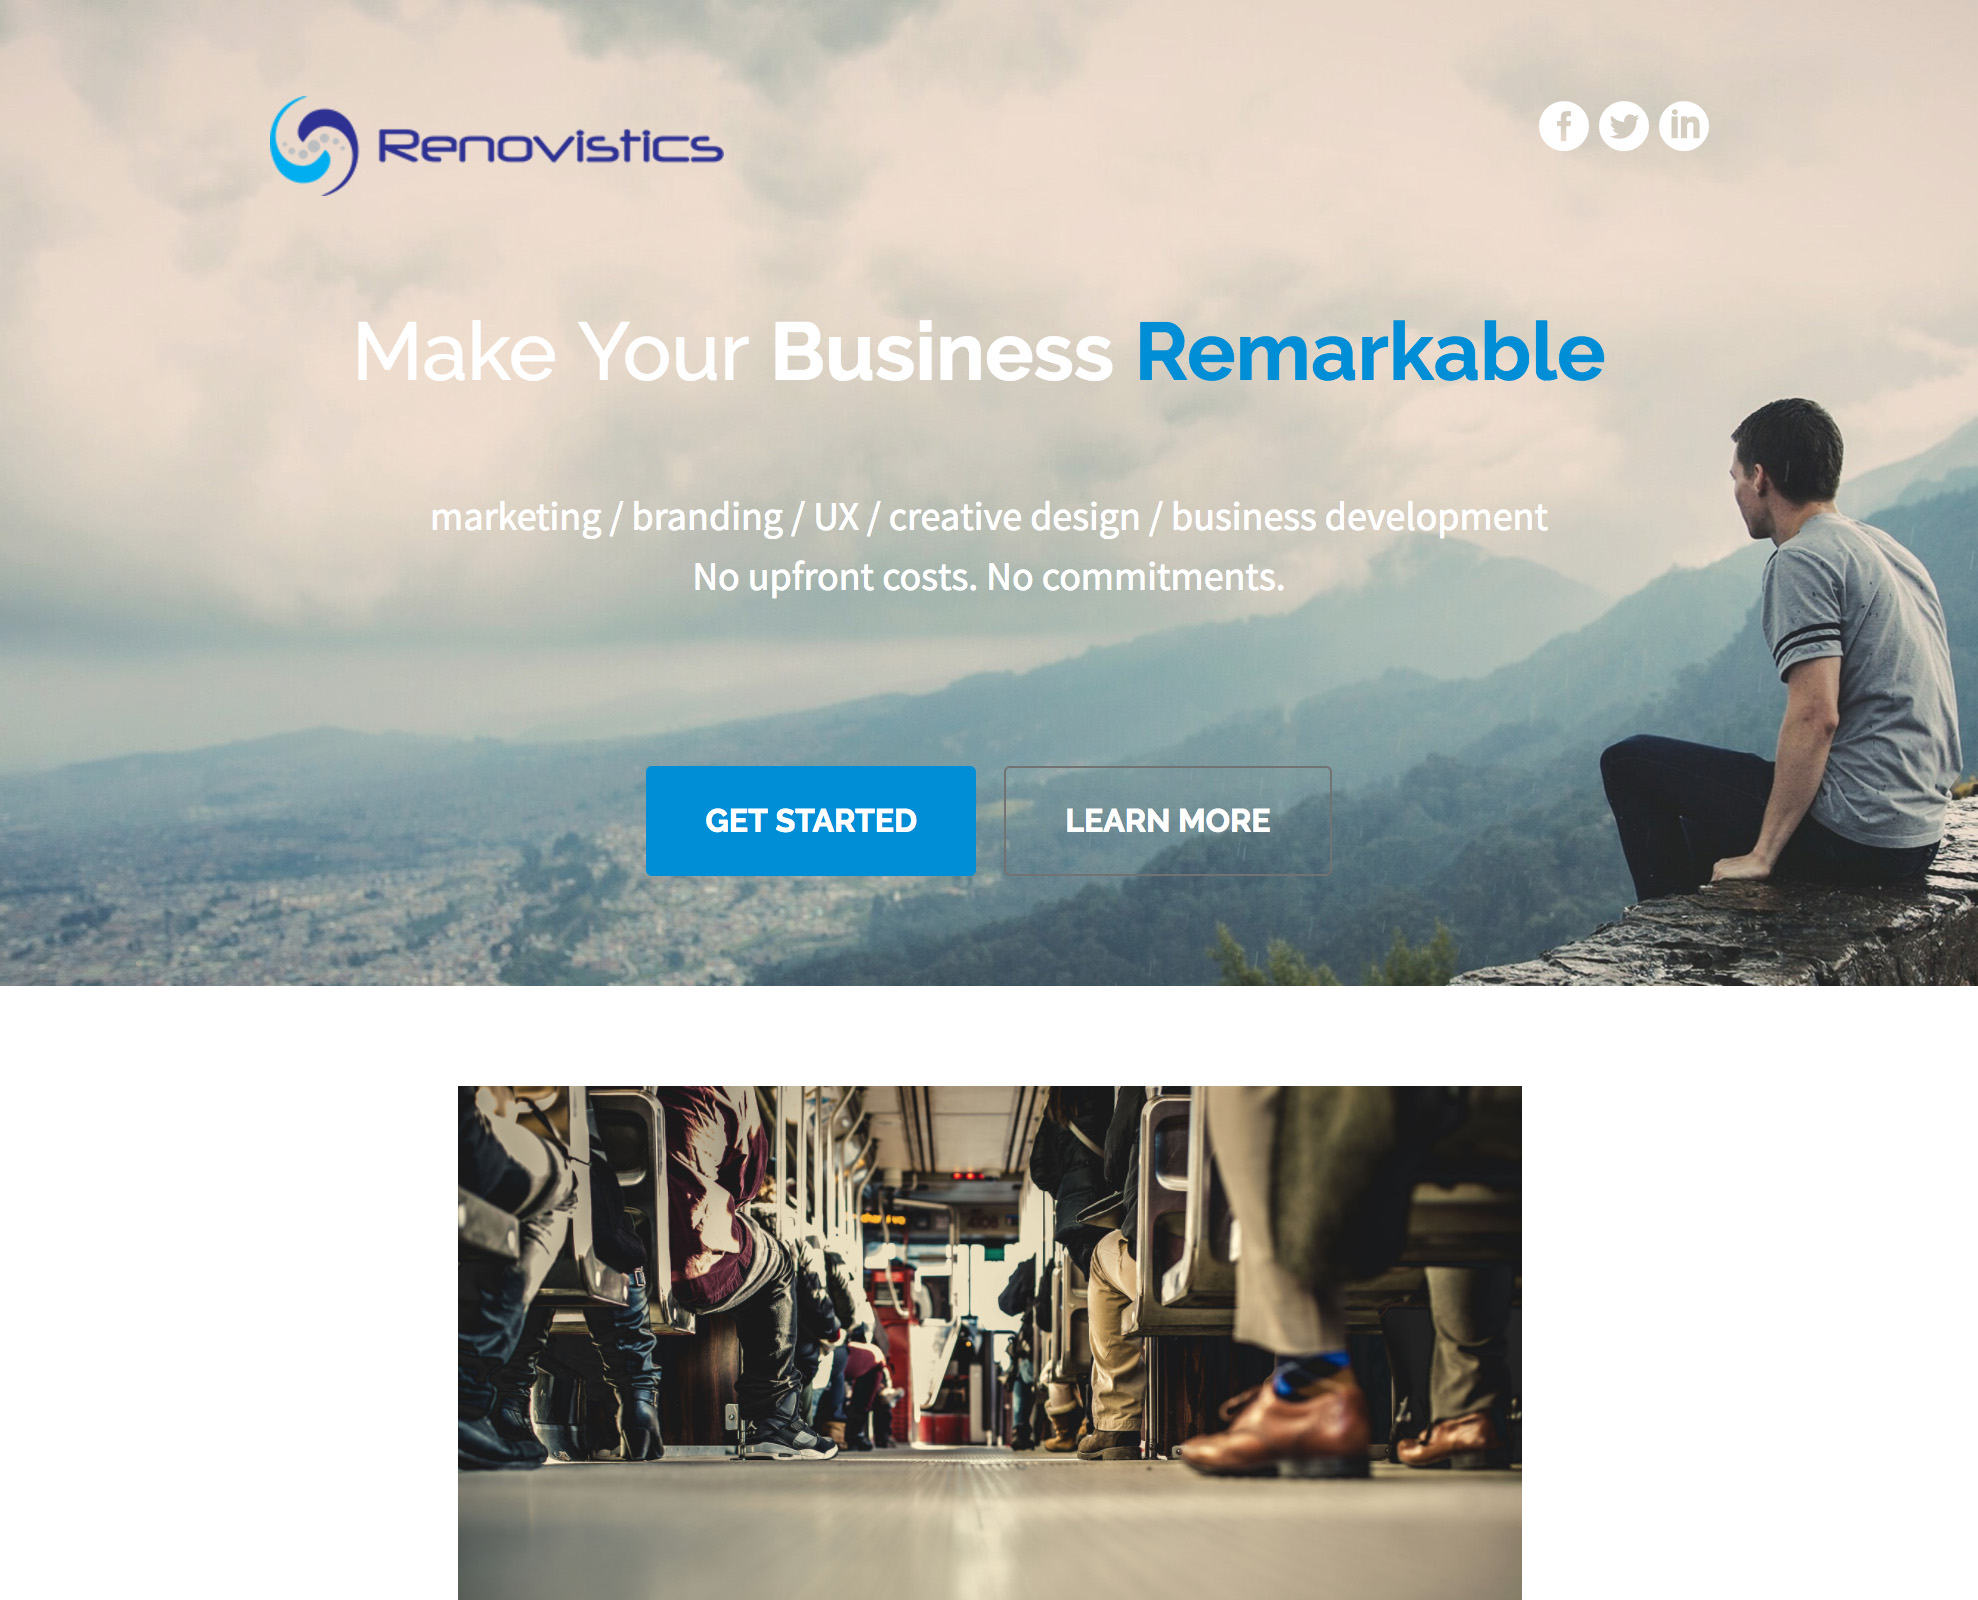 Renovistics
Make Your Business Remarkable
marketing / branding / UX / creative design / business development
No upfront costs. No commitments.
GET STARTED
LEARN MORE